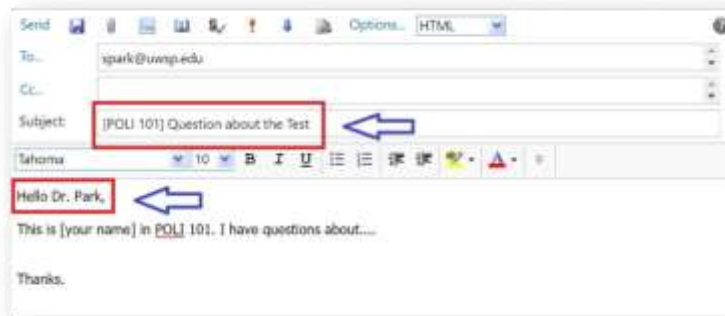 Send Options... HTML
To... spark@uwsp.edu
Cc...
Subject: [POLI 101] Question about the Test
Tahoma 10 B I U A
Hello Dr. Park,
This is [your name] in POLI 101. I have questions about....
Thanks.